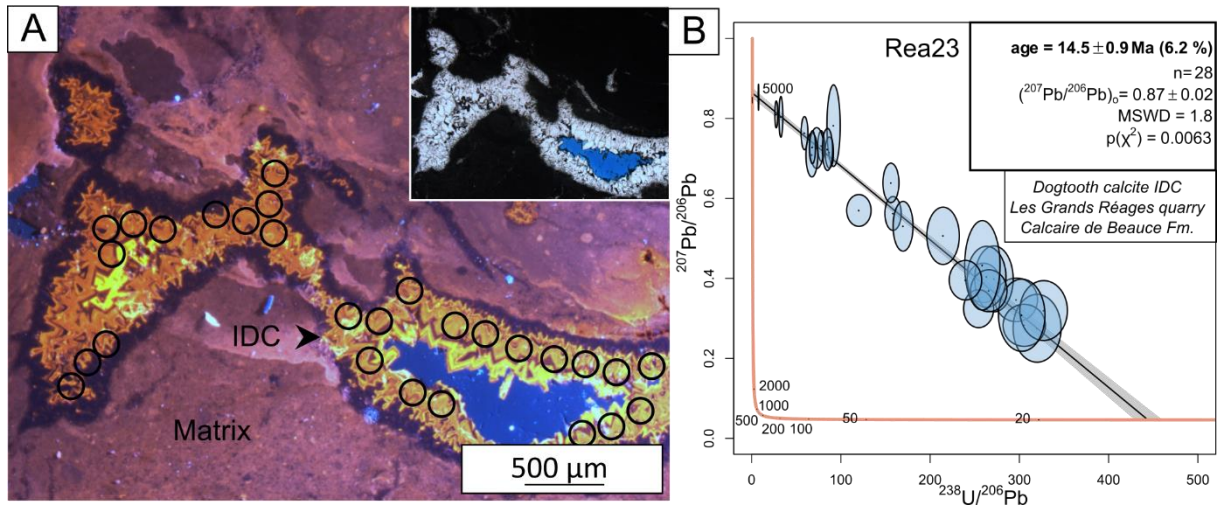 A
IDC
Matrix
500 µm
B
Rea23
age = 14.5 ± 0.9 Ma (6.2 %)
n= 28
(²⁰⁷Pb/²⁰⁶Pb)ₒ= 0.87 ± 0.02
MSWD = 1.8
p(χ²) = 0.0063
Dogtooth calcite IDC
Les Grands Réages quarry
Calcaire de Beauce Fm.
²⁰⁷Pb/²⁰⁶Pb
0.8
0.6
0.4
0.2
0.0
5000
2000
1000
500
200 100
50
20
0 100 200 300 400 500
²³⁸U/²⁰⁶Pb